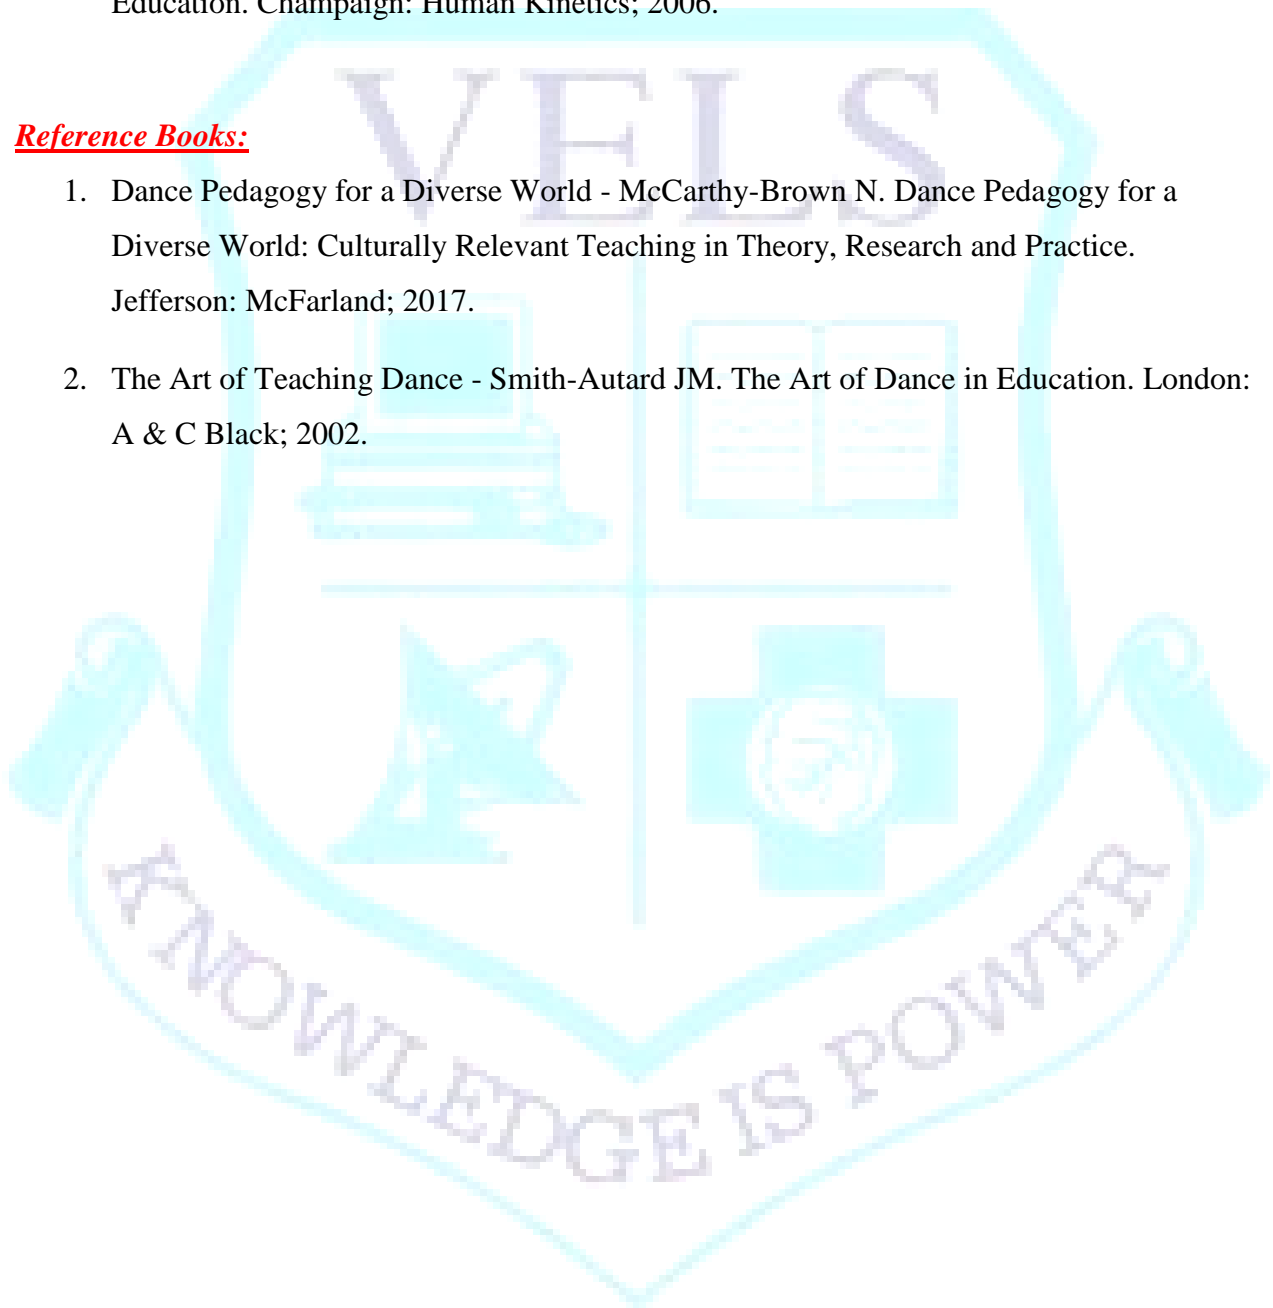 Education. Champaign: Human Kinetics; 2006.
VELS
Reference Books:
1. Dance Pedagogy for a Diverse World - McCarthy-Brown N. Dance Pedagogy for a
Diverse World: Culturally Relevant Teaching in Theory, Research and Practice.
Jefferson: McFarland; 2017.
2. The Art of Teaching Dance - Smith-Autard JM. The Art of Dance in Education. London:
A & C Black; 2002.
KNOWLEDGE IS POWER